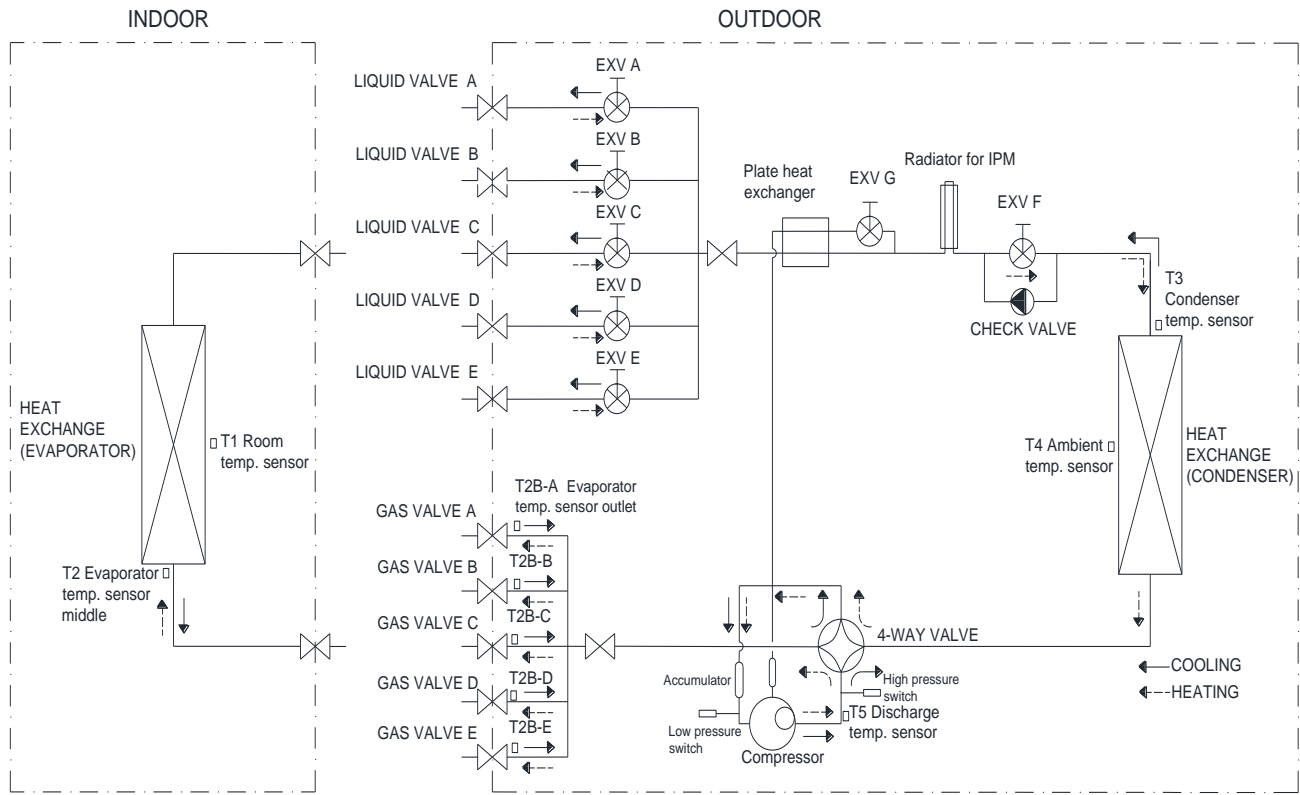 INDOOR
OUTDOOR
LIQUID VALVE  A
EXV A
LIQUID VALVE  B
EXV B
LIQUID VALVE  C
EXV C
LIQUID VALVE  D
EXV D
LIQUID VALVE  E
EXV E
Plate heat
exchanger
EXV G
Radiator for IPM
EXV F
CHECK VALVE
T3
Condenser
temp. sensor
HEAT
EXCHANGE
(EVAPORATOR)
T1 Room
temp. sensor
T4 Ambient
temp. sensor
HEAT
EXCHANGE
(CONDENSER)
T2 Evaporator
temp. sensor
middle
T2B-A  Evaporator
temp. sensor outlet
GAS VALVE A
T2B-B
GAS VALVE B
T2B-C
GAS VALVE C
T2B-D
GAS VALVE D
T2B-E
GAS VALVE E
4-WAY VALVE
Accumulator
High pressure
switch
Low pressure
switch
T5 Discharge
temp. sensor
Compressor
COOLING
HEATING